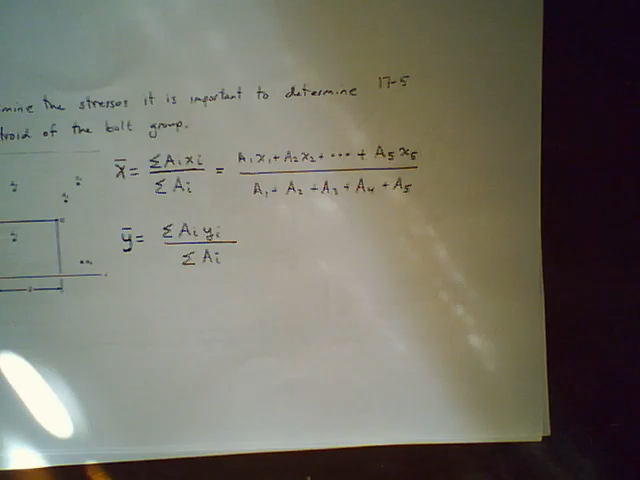 mine the stresses it is important to determine 17-5
troid of the bolt group.
x̄ = ΣAixi / ΣAi = A1x1 + A2x2 + ... + A5x5 / A1 + A2 + A3 + A4 + A5
ȳ = ΣAiyi / ΣAi